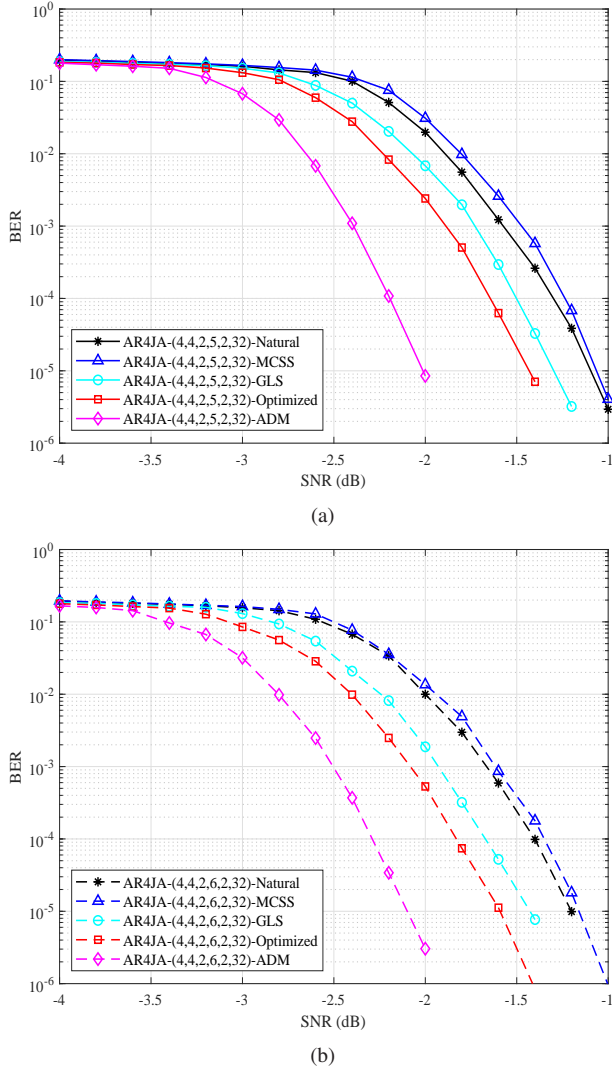 10^0
10^-1
10^-2
10^-3
10^-4
10^-5
10^-6
BER
AR4JA-(4,4,2,5,2,32)-Natural
AR4JA-(4,4,2,5,2,32)-MCSS
AR4JA-(4,4,2,5,2,32)-GLS
AR4JA-(4,4,2,5,2,32)-Optimized
AR4JA-(4,4,2,5,2,32)-ADM
-4 -3.5 -3 -2.5 -2 -1.5 -1
SNR (dB)
(a)
10^0
10^-1
10^-2
10^-3
10^-4
10^-5
10^-6
BER
AR4JA-(4,4,2,6,2,32)-Natural
AR4JA-(4,4,2,6,2,32)-MCSS
AR4JA-(4,4,2,6,2,32)-GLS
AR4JA-(4,4,2,6,2,32)-Optimized
AR4JA-(4,4,2,6,2,32)-ADM
-4 -3.5 -3 -2.5 -2 -1.5 -1
SNR (dB)
(b)